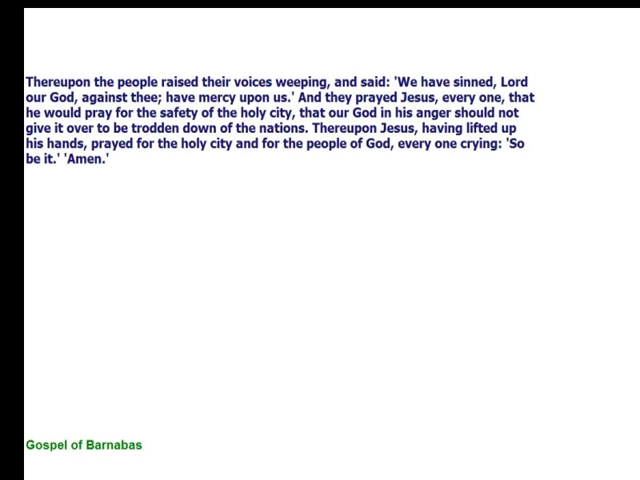 Thereupon the people raised their voices weeping, and said: 'We have sinned, Lord
our God, against thee; have mercy upon us.' And they prayed Jesus, every one, that
he would pray for the safety of the holy city, that our God in his anger should not
give it over to be trodden down of the nations. Thereupon Jesus, having lifted up
his hands, prayed for the holy city and for the people of God, every one crying: 'So
be it.' 'Amen.'
Gospel of Barnabas